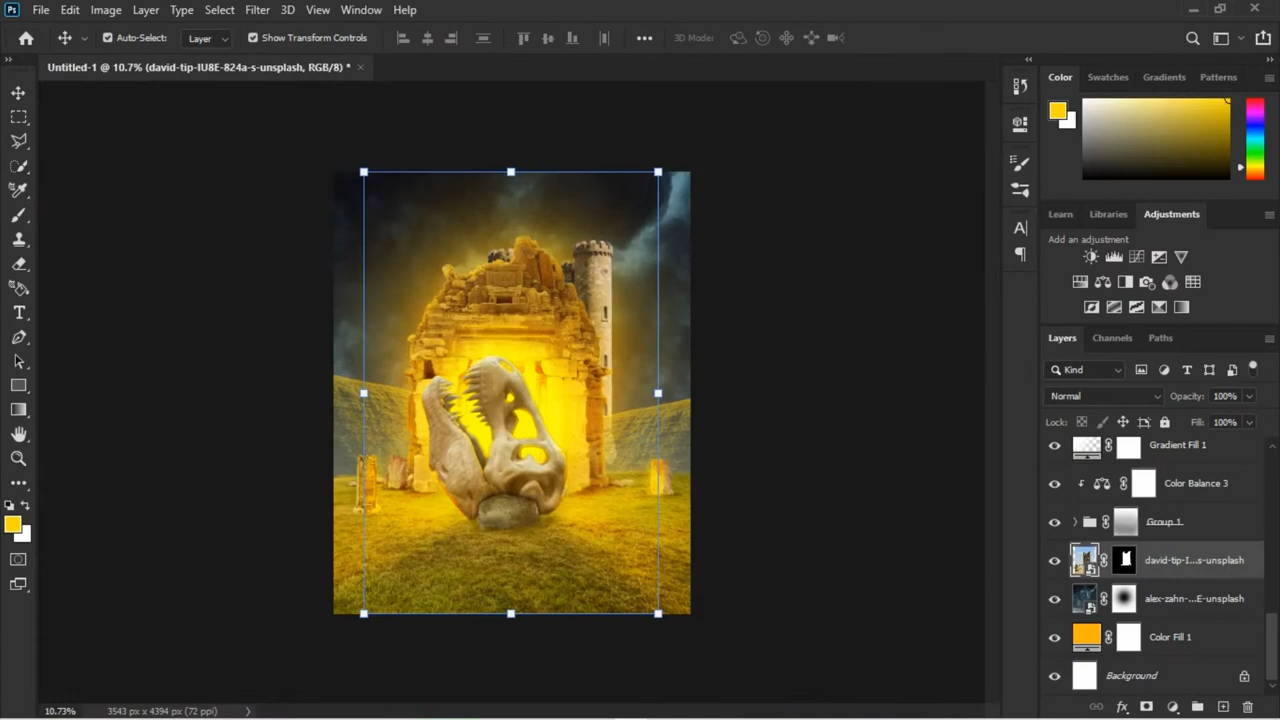 Ps File Edit Image Layer Type Select Filter 3D View Window Help
Auto-Select: Layer Show Transform Controls 3D Mode:
Untitled-1 @ 10.7% (david-tip-IU8E-824a-s-unsplash, RGB/8) *
Color Swatches Gradients Patterns
Learn Libraries Adjustments
Add an adjustment
Layers Channels Paths
Kind
Normal Opacity: 100%
Lock: Fill: 100%
Gradient Fill 1
Color Balance 3
Group 1
david-tip-I...s-unsplash
alex-zahn-...E-unsplash
Color Fill 1
Background
10.73% 3543 px x 4394 px (72 ppi)